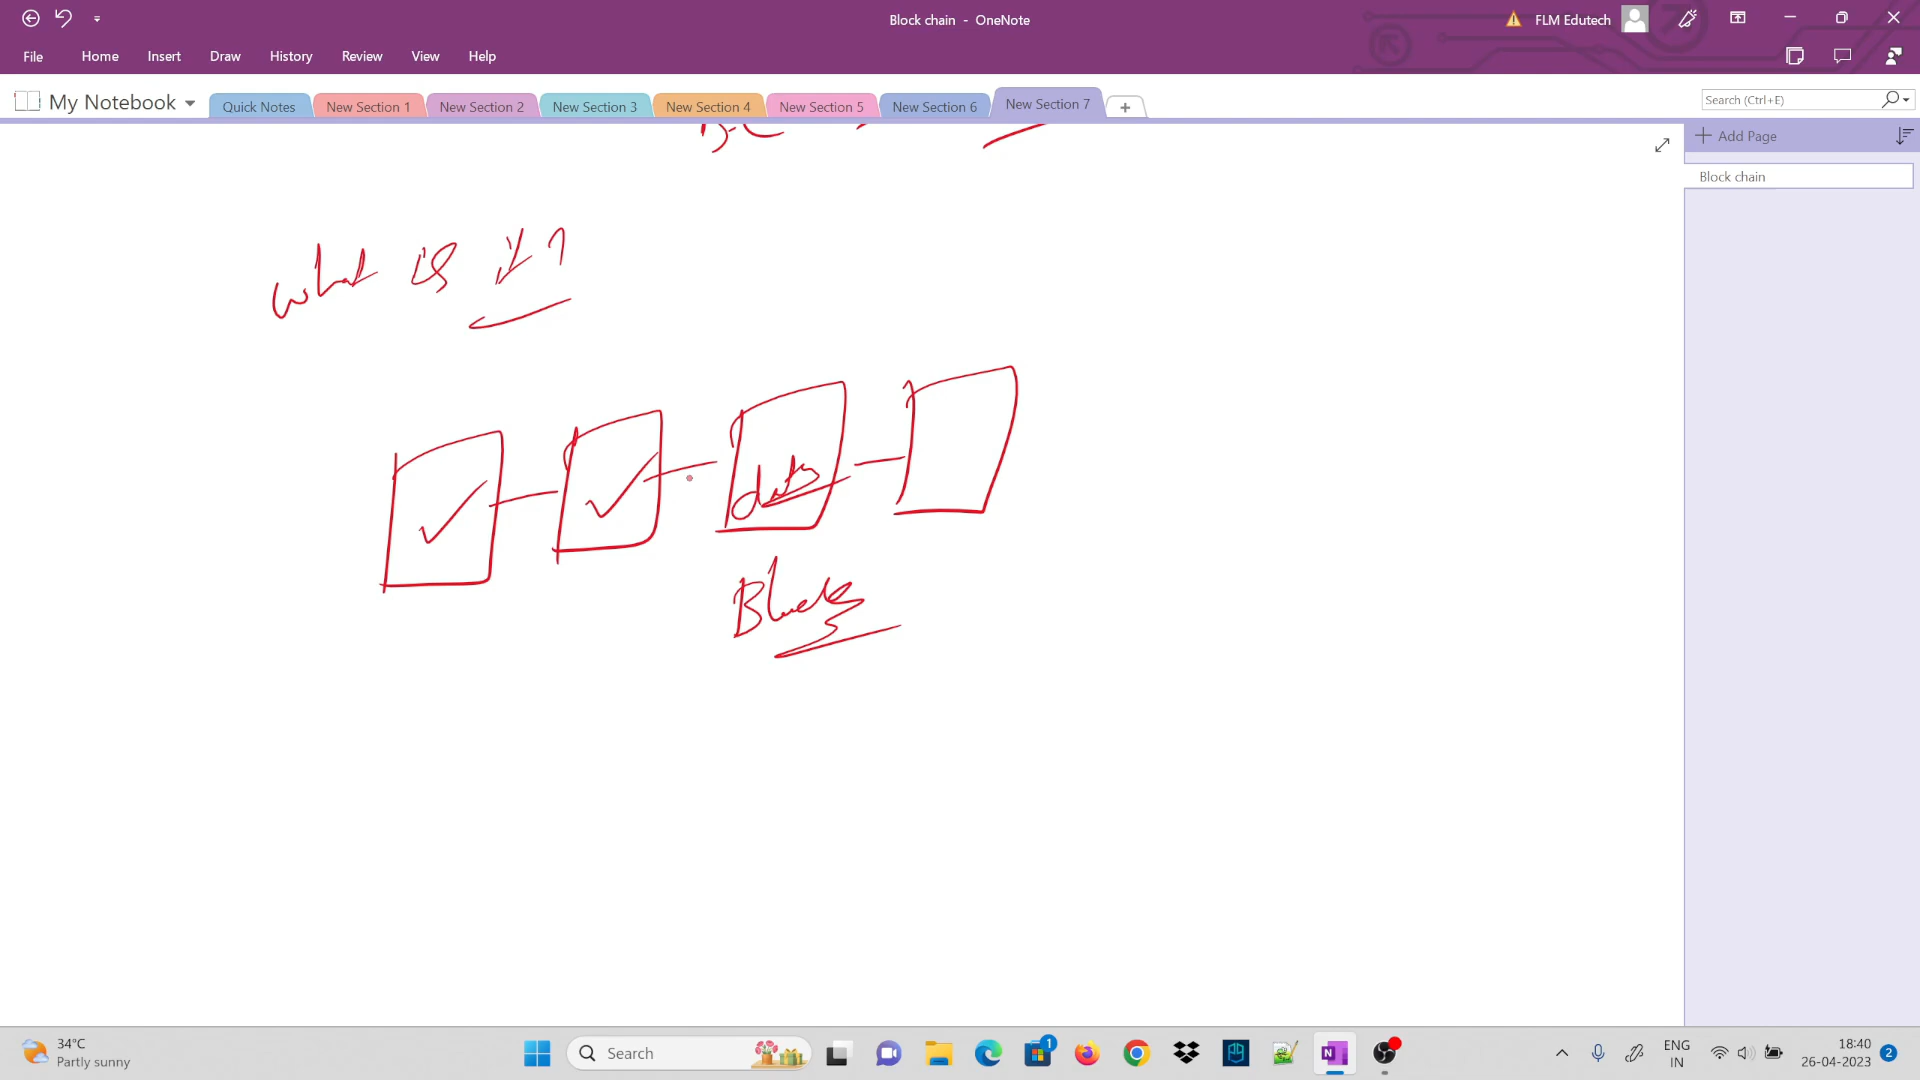 Block chain - OneNote
FLM Edutech
File Home Insert Draw History Review View Help
My Notebook
Quick Notes New Section 1 New Section 2 New Section 3 New Section 4 New Section 5 New Section 6 New Section 7
Search (Ctrl+E)
Add Page
Block chain
what is it?
data
Blocks
34°C
Partly sunny
Search
1
ENG
IN
18:40
26-04-2023
2